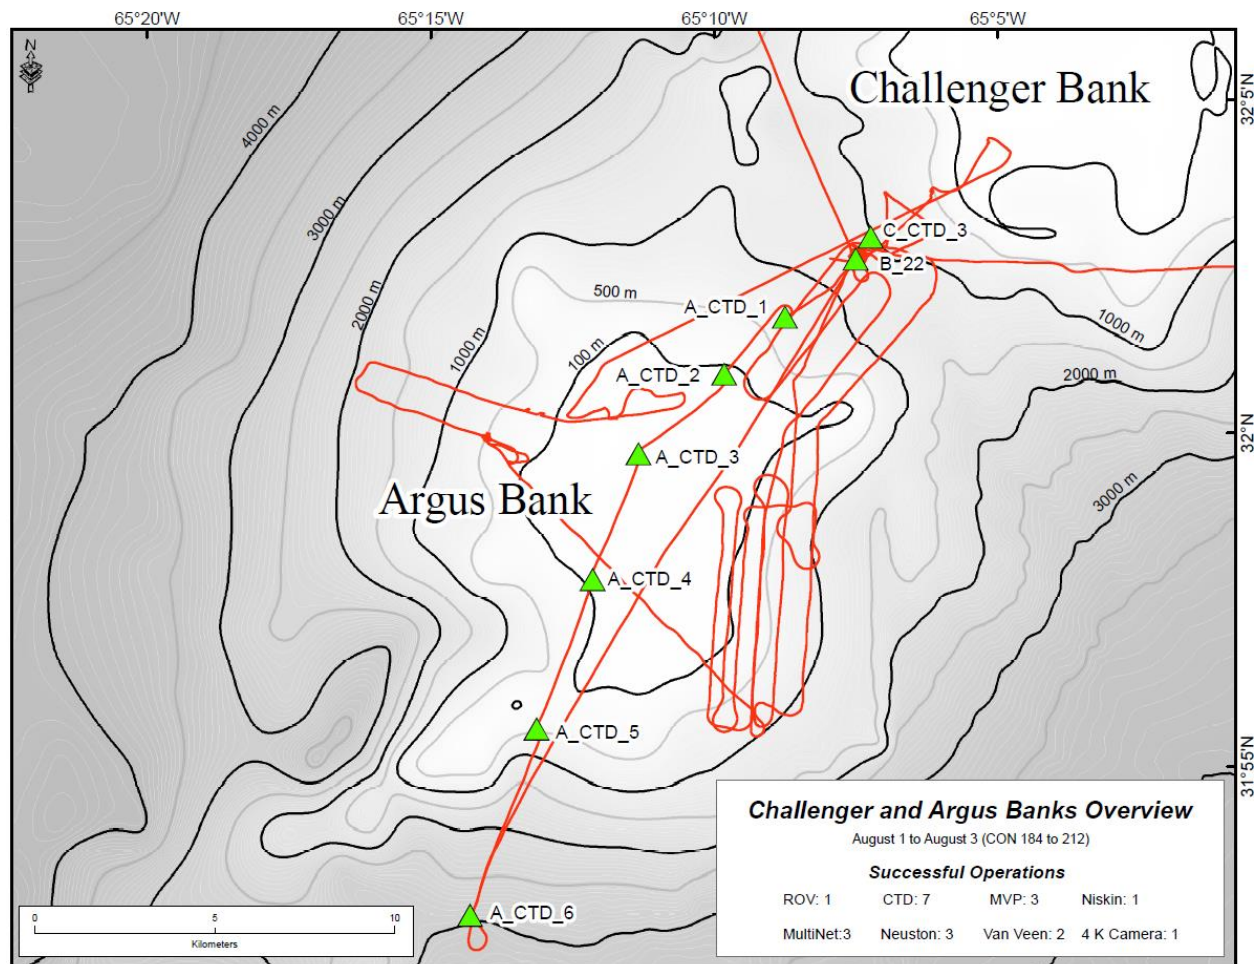 65°20'W
65°15'W
65°10'W
65°5'W
N
Challenger Bank
32°5'N
4000 m
3000 m
C_CTD_3
B_22
2000 m
500 m
A_CTD_1
1000 m
1000 m
100 m
A_CTD_2
2000 m
32°N
A_CTD_3
3000 m
Argus Bank
A_CTD_4
A_CTD_5
31°55'N
Challenger and Argus Banks Overview
August 1 to August 3 (CON 184 to 212)
Successful Operations
ROV: 1 CTD: 7 MVP: 3 Niskin: 1
MultiNet:3 Neuston: 3 Van Veen: 2 4 K Camera: 1
A_CTD_6
0 5 10
Kilometers